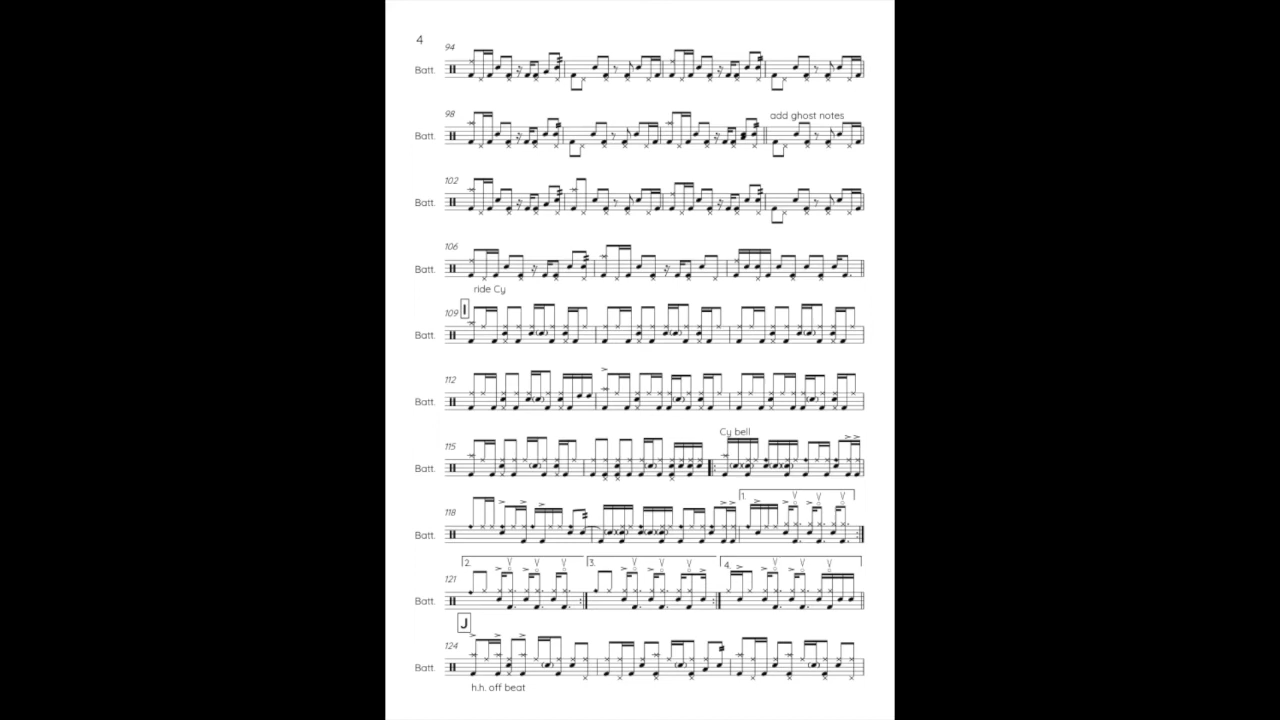 4
94
Batt.
98
add ghost notes
Batt.
102
Batt.
106
Batt.
ride Cy
I
109
Batt.
112
Batt.
Cy bell
115
Batt.
1.
118
Batt.
2. 3. 4.
121
Batt.
J
124
Batt.
h.h. off beat